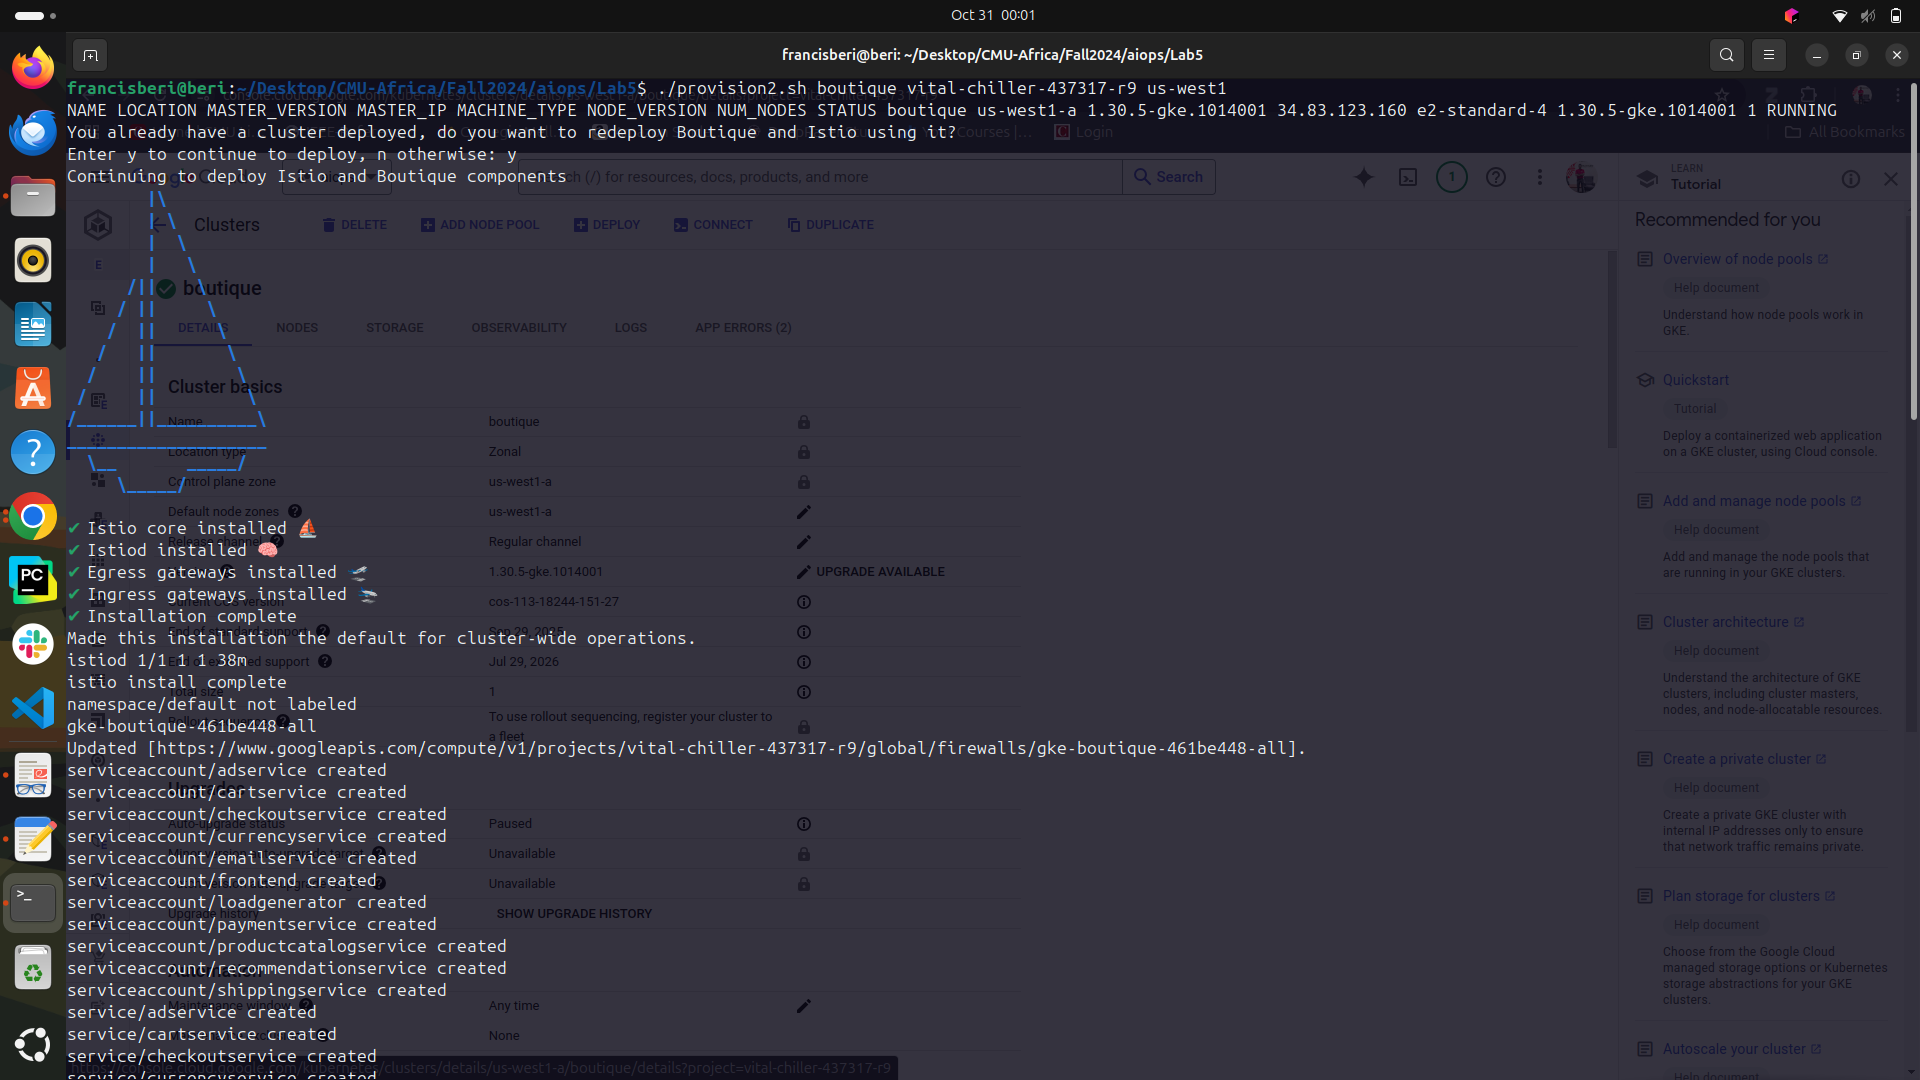 Oct 31 00:01
francisberi@beri: ~/Desktop/CMU-Africa/Fall2024/aiops/Lab5
francisberi@beri:~/Desktop/CMU-Africa/Fall2024/aiops/Lab5$ ./provision2.sh boutique vital-chiller-437317-r9 us-west1
NAME LOCATION MASTER_VERSION MASTER_IP MACHINE_TYPE NODE_VERSION NUM_NODES STATUS boutique us-west1-a 1.30.5-gke.1014001 34.83.123.160 e2-standard-4 1.30.5-gke.1014001 1 RUNNING
You already have a cluster deployed, do you want to redeploy Boutique and Istio using it?
Enter y to continue to deploy, n otherwise: y
Continuing to deploy Istio and Boutique components
✔ Istio core installed ⛵
✔ Istiod installed 🧠
✔ Egress gateways installed 🛫
✔ Ingress gateways installed 🛬
✔ Installation complete
Made this installation the default for cluster-wide operations.
istiod 1/1 1 1 38m
istio install complete
namespace/default not labeled
gke-boutique-461be448-all
Updated [https://www.googleapis.com/compute/v1/projects/vital-chiller-437317-r9/global/firewalls/gke-boutique-461be448-all].
serviceaccount/adservice created
serviceaccount/cartservice created
serviceaccount/checkoutservice created
serviceaccount/currencyservice created
serviceaccount/emailservice created
serviceaccount/frontend created
serviceaccount/loadgenerator created
serviceaccount/paymentservice created
serviceaccount/productcatalogservice created
serviceaccount/recommendationservice created
serviceaccount/shippingservice created
service/adservice created
service/cartservice created
service/checkoutservice created
service/currencyservice created
Login
All Bookmarks
(/) for resources, docs, products, and more
Search
1
Clusters
DELETE
ADD NODE POOL
DEPLOY
CONNECT
DUPLICATE
boutique
DETAILS
NODES
STORAGE
OBSERVABILITY
LOGS
APP ERRORS (2)
Cluster basics
Name boutique
Location type Zonal
Control plane zone us-west1-a
Default node zones us-west1-a
Release channel Regular channel
1.30.5-gke.1014001 UPGRADE AVAILABLE
Current COS version cos-113-18244-151-27
End of standard support Sep 29, 2025
End of extended support Jul 29, 2026
Total size 1
To use rollout sequencing, register your cluster to
a fleet
Upgrades
Auto-upgrade status Paused
Unavailable
Unavailable
Upgrade history SHOW UPGRADE HISTORY
Automation
Maintenance window Any time
None
https://console.cloud.google.com/kubernetes/clusters/details/us-west1-a/boutique/details?project=vital-chiller-437317-r9
LEARN
Tutorial
Recommended for you
Overview of node pools
Help document
Understand how node pools work in
GKE.
Quickstart
Tutorial
Deploy a containerized web application
on a GKE cluster, using Cloud console.
Add and manage node pools
Help document
Add and manage the node pools that
are running in your GKE clusters.
Cluster architecture
Help document
Understand the architecture of GKE
clusters, including cluster masters,
nodes, and node-allocatable resources.
Create a private cluster
Help document
Create a private GKE cluster with
internal IP addresses only to ensure
that network traffic remains private.
Plan storage for clusters
Help document
Choose from the Google Cloud
managed storage options or Kubernetes
storage abstractions for your GKE
clusters.
Autoscale your cluster
Help document
PC